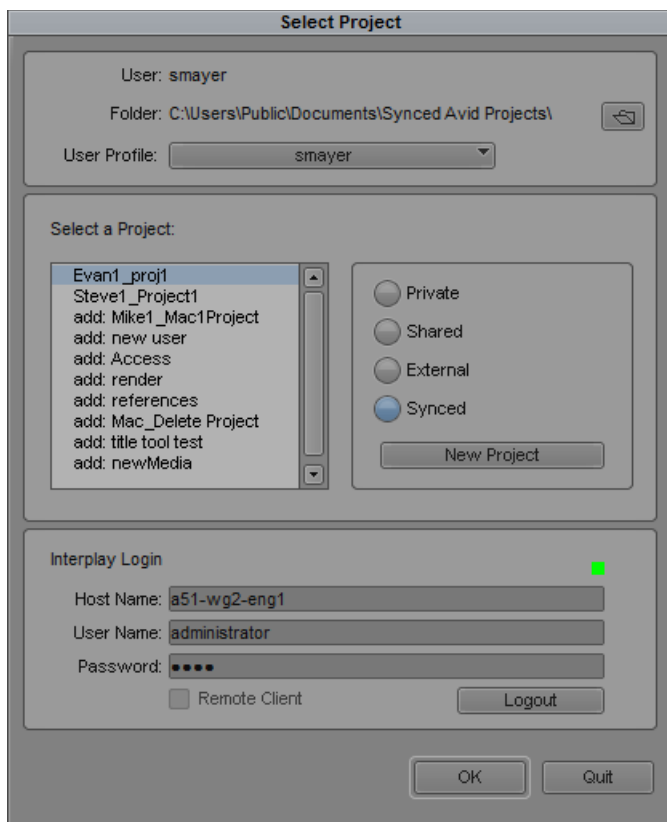 Select Project
User: smayer
Folder: C:\Users\Public\Documents\Synced Avid Projects\
User Profile: smayer
Select a Project:
Evan1_proj1
Steve1_Project1
add: Mike1_Mac1Project
add: new user
add: Access
add: render
add: references
add: Mac_Delete Project
add: title tool test
add: newMedia
Private
Shared
External
Synced
New Project
Interplay Login
Host Name: a51-wg2-eng1
User Name: administrator
Password: ●●●●
Remote Client
Logout
OK
Quit